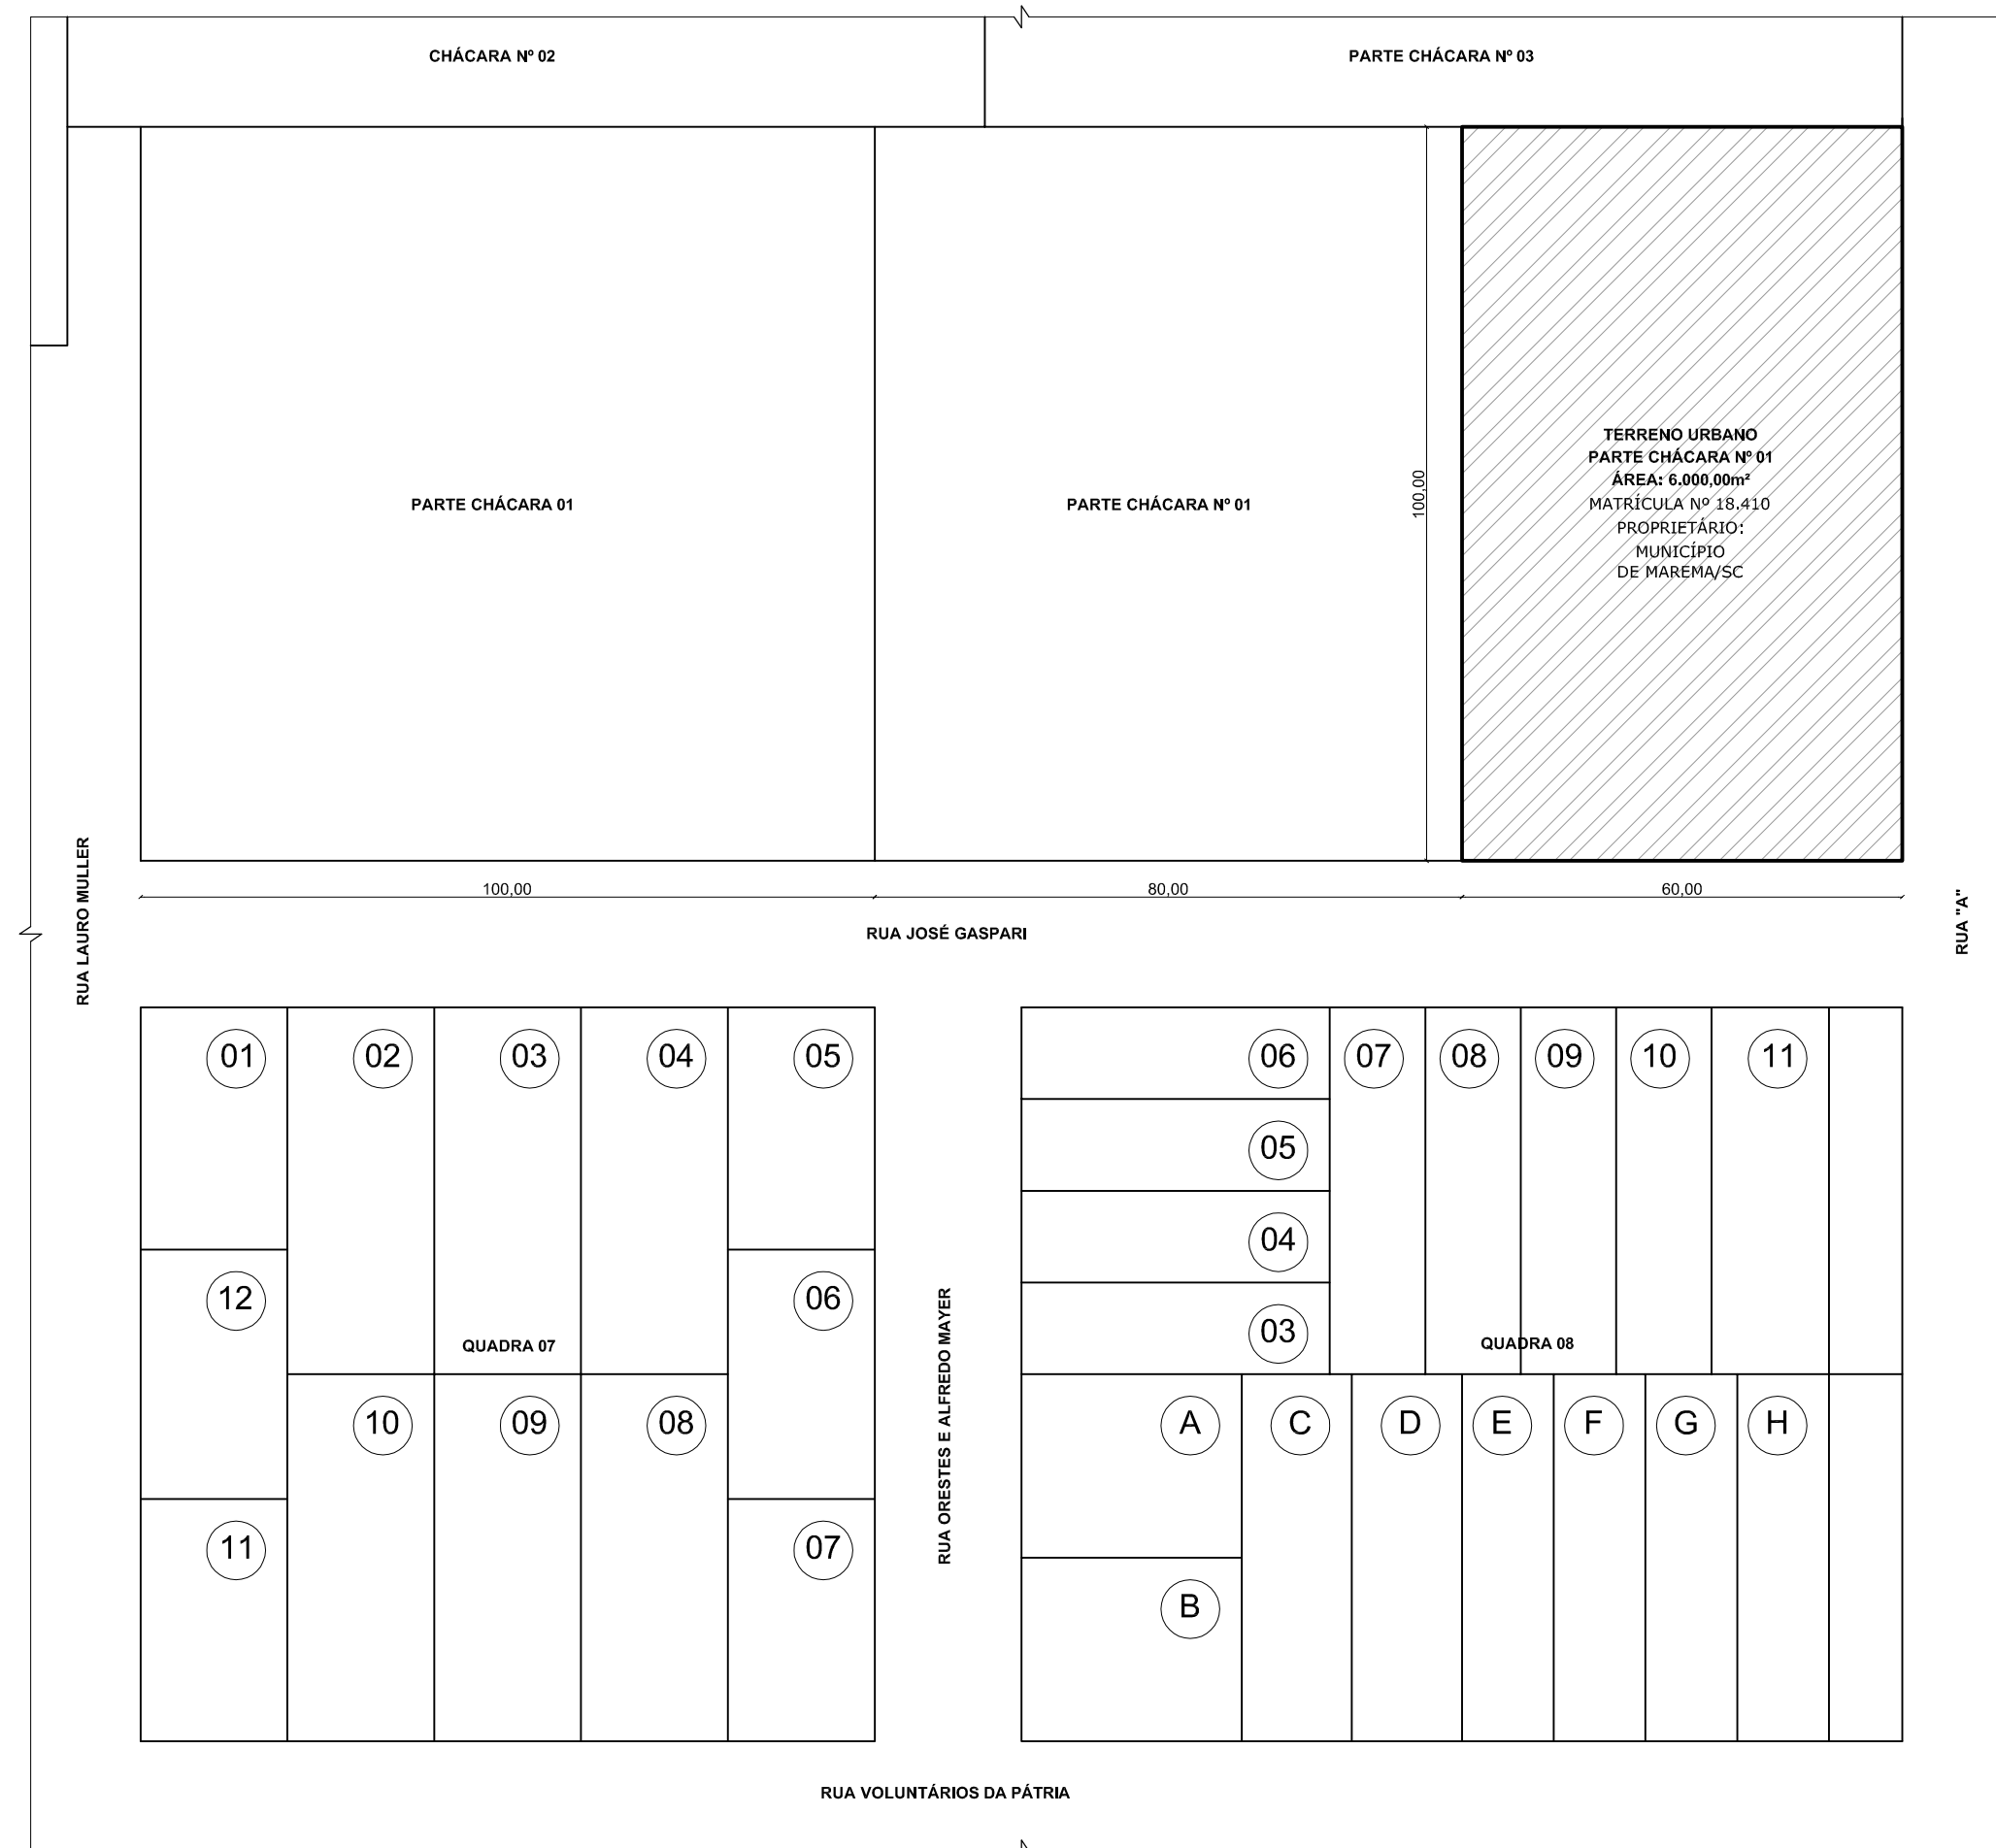 CHÁCARA Nº 02
PARTE CHÁCARA Nº 03
PARTE CHÁCARA 01
PARTE CHÁCARA Nº 01
100,00
TERRENO URBANO
PARTE CHÁCARA Nº 01
ÁREA: 6.000,00m²
MATRÍCULA Nº 18.410
PROPRIETÁRIO:
MUNICÍPIO
DE MAREMA/SC
RUA LAURO MULLER
100,00
80,00
60,00
RUA JOSÉ GASPARI
RUA "A"
01
02
03
04
05
12
06
QUADRA 07
10
09
08
11
07
RUA ORESTES E ALFREDO MAYER
06
07
08
09
10
11
05
04
03
QUADRA 08
A
C
D
E
F
G
H
B
RUA VOLUNTÁRIOS DA PÁTRIA